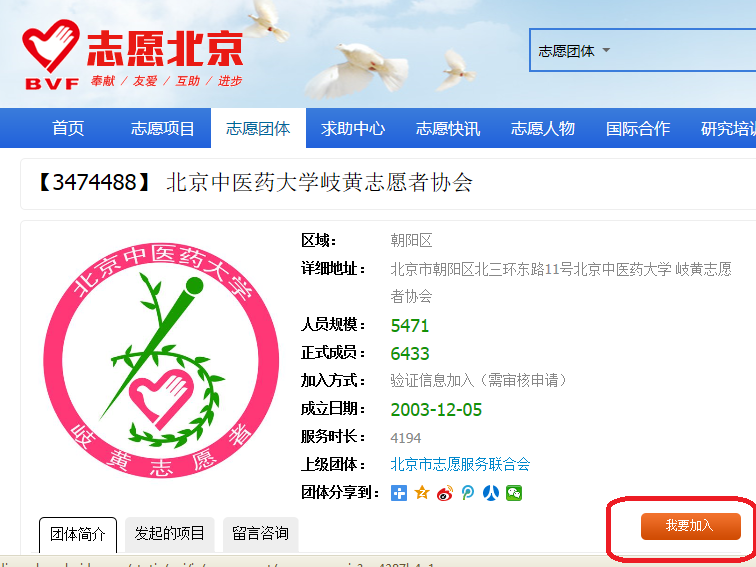 志愿北京
BVF 奉献 / 友爱 / 互助 / 进步
志愿团体
首页 志愿项目 志愿团体 求助中心 志愿快讯 志愿人物 国际合作 研究培训
【3474488】 北京中医药大学岐黄志愿者协会
北京中医药大学
岐黄志愿者
区域： 朝阳区
详细地址： 北京市朝阳区北三环东路11号北京中医药大学 岐黄志愿
者协会
人员规模： 5471
正式成员： 6433
加入方式： 验证信息加入（需审核申请）
成立日期： 2003-12-05
服务时长： 4194
上级团体： 北京市志愿服务联合会
团体分享到：
我要加入
团体简介 发起的项目 留言咨询